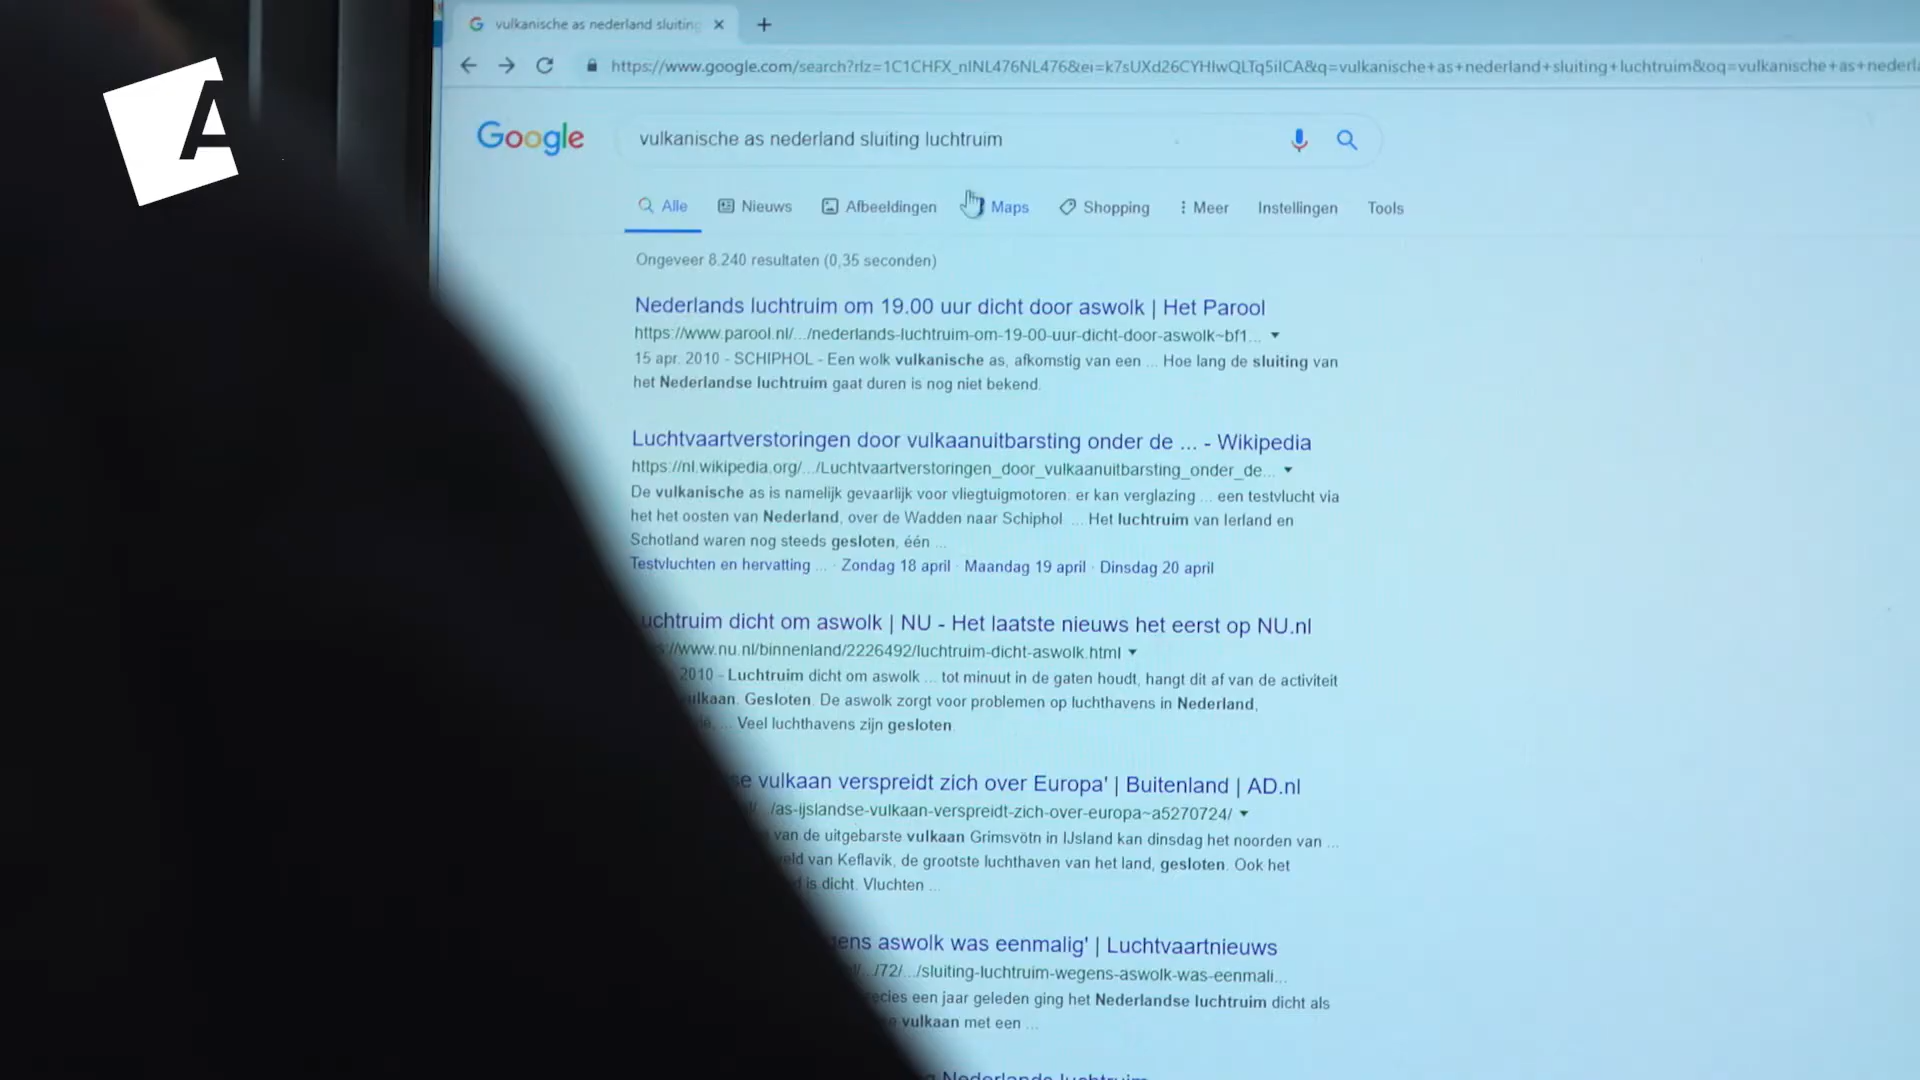 A
vulkanische as nederland sluiting
https://www.google.com/search?rlz=1C1CHFX_nlNL476NL476&ei=k7sUXd26CYHIwQLTq5iICA&q=vulkanische+as+nederland+sluiting+luchtruim&oq=vulkanische+as+nederla
Google
vulkanische as nederland sluiting luchtruim
Alle Nieuws Afbeeldingen Maps Shopping Meer Instellingen Tools
Ongeveer 8.240 resultaten (0,35 seconden)
Nederlands luchtruim om 19.00 uur dicht door aswolk | Het Parool
https://www.parool.nl/.../nederlands-luchtruim-om-19-00-uur-dicht-door-aswolk~bf1...
15 apr. 2010 - SCHIPHOL - Een wolk vulkanische as, afkomstig van een ... Hoe lang de sluiting van
het Nederlandse luchtruim gaat duren is nog niet bekend.
Luchtvaartverstoringen door vulkaanuitbarsting onder de ... - Wikipedia
https://nl.wikipedia.org/.../Luchtvaartverstoringen_door_vulkaanuitbarsting_onder_de...
De vulkanische as is namelijk gevaarlijk voor vliegtuigmotoren: er kan verglazing ... een testvlucht via
het het oosten van Nederland, over de Wadden naar Schiphol ... Het luchtruim van Ierland en
Schotland waren nog steeds gesloten, één ...
Testvluchten en hervatting ... · Zondag 18 april · Maandag 19 april · Dinsdag 20 april
uchtruim dicht om aswolk | NU - Het laatste nieuws het eerst op NU.nl
s://www.nu.nl/binnenland/2226492/luchtruim-dicht-aswolk.html
2010 - Luchtruim dicht om aswolk ... tot minuut in de gaten houdt, hangt dit af van de activiteit
ulkaan. Gesloten. De aswolk zorgt voor problemen op luchthavens in Nederland,
... Veel luchthavens zijn gesloten.
se vulkaan verspreidt zich over Europa' | Buitenland | AD.nl
/as-ijslandse-vulkaan-verspreidt-zich-over-europa~a5270724/
van de uitgebarste vulkaan Grimsvötn in IJsland kan dinsdag het noorden van ...
eld van Keflavik, de grootste luchthaven van het land, gesloten. Ook het
d is dicht. Vluchten ...
ens aswolk was eenmalig' | Luchtvaartnieuws
/72/.../sluiting-luchtruim-wegens-aswolk-was-eenmali...
ecies een jaar geleden ging het Nederlandse luchtruim dicht als
vulkaan met een ...
Nederlands luchtruim